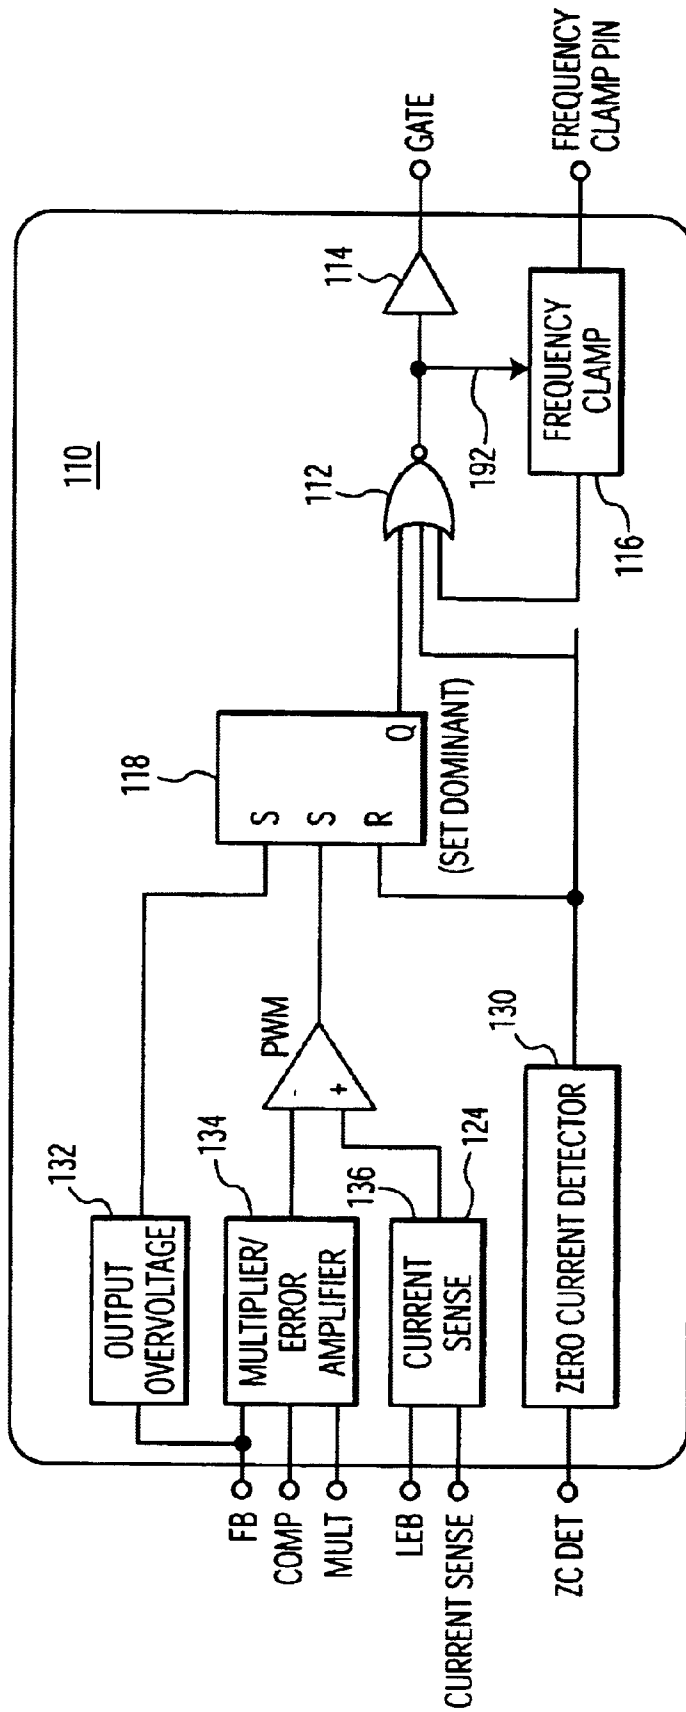 110
132
OUTPUT
OVERVOLTAGE
134
MULTIPLIER/
ERROR
AMPLIFIER
136
CURRENT
SENSE
124
130
ZERO CURRENT DETECTOR
FB
COMP
MULT
LEB
CURRENT SENSE
ZC DET
PWM
-
+
118
S
S
R
Q
(SET DOMINANT)
112
114
192
GATE
FREQUENCY
CLAMP
116
FREQUENCY
CLAMP PIN